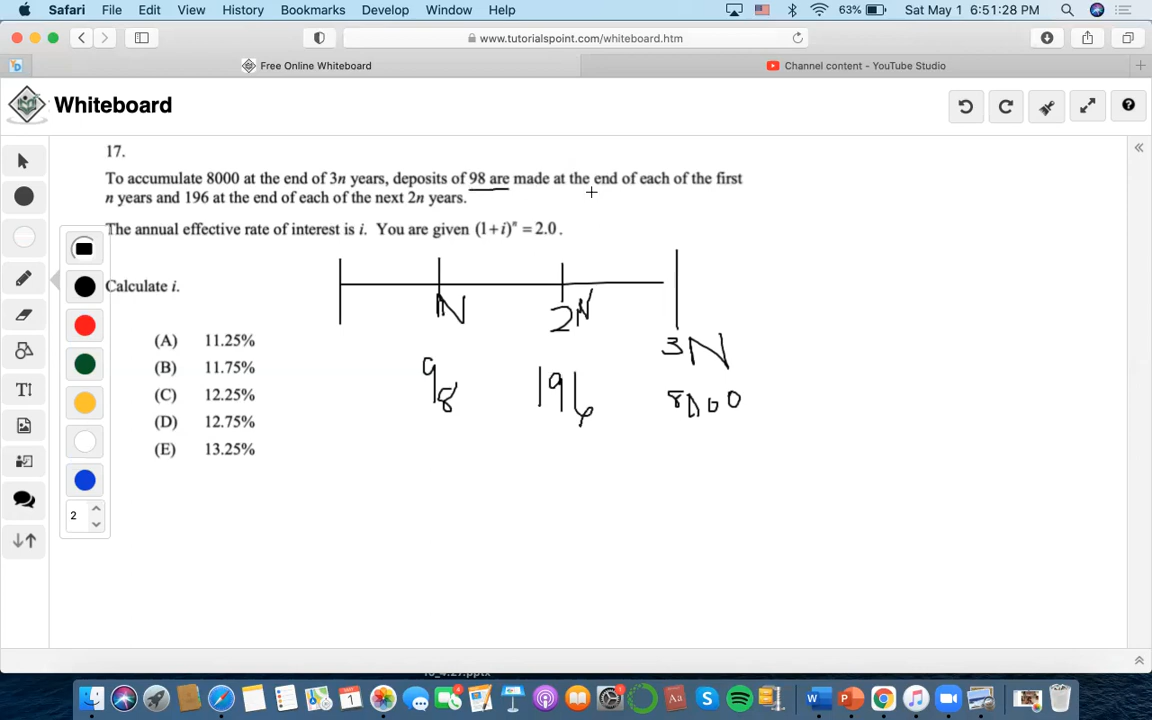 Safari File Edit View History Bookmarks Develop Window Help 63% Sat May 1 6:51:28 PM
www.tutorialspoint.com/whiteboard.htm
Free Online Whiteboard Channel content - YouTube Studio
Whiteboard
17.
To accumulate 8000 at the end of 3n years, deposits of 98 are made at the end of each of the first
n years and 196 at the end of each of the next 2n years.
The annual effective rate of interest is i. You are given (1+i)ⁿ = 2.0.
Calculate i.
N
2N
3N
(A) 11.25%
(B) 11.75%
98 196 8000
(C) 12.25%
(D) 12.75%
(E) 13.25%
2